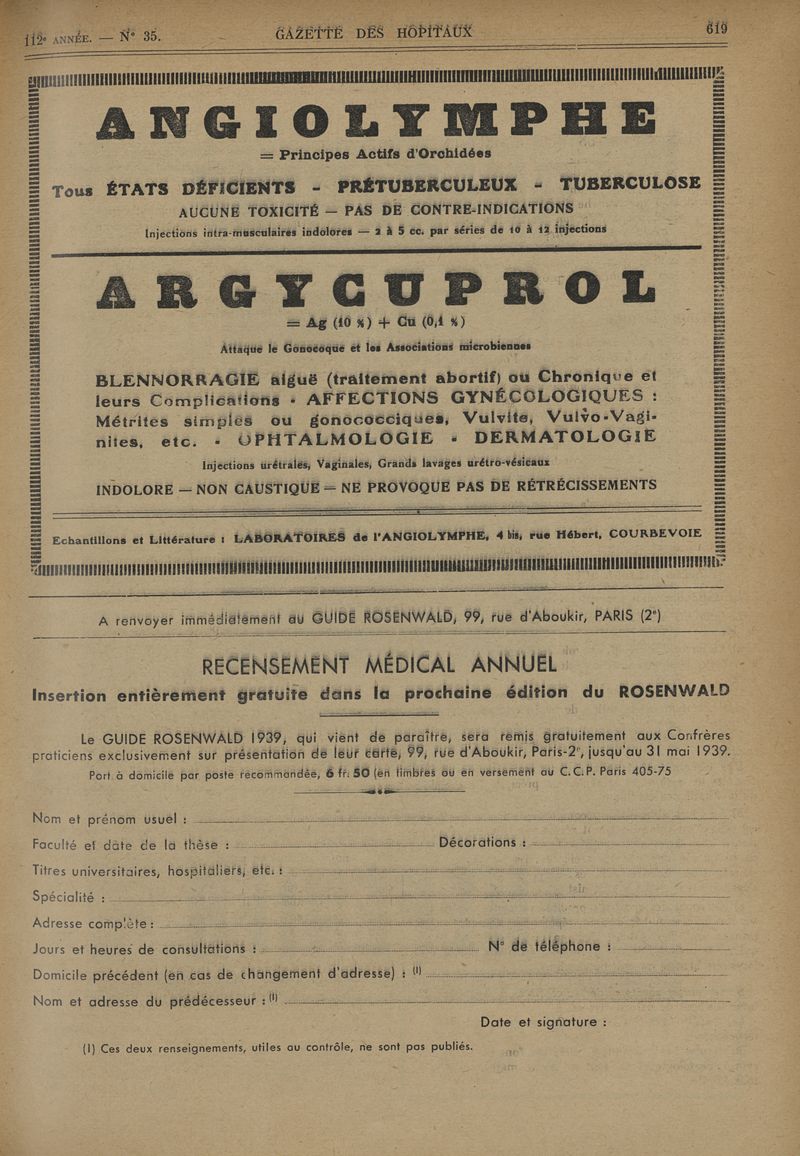 112e ANNÉE. — N° 35.
GAZETTE DES HÔPITAUX
619
ANGIOLYMPHE
= Principes Actifs d'Orchidées
Tous ÉTATS DÉFICIENTS - PRÉTUBERCULEUX - TUBERCULOSE
AUCUNE TOXICITÉ — PAS DE CONTRE-INDICATIONS
Injections intra-musculaires indolores — 2 à 5 cc. par séries de 10 à 12 injections
ARGYCUPROL
= Ag (10 %) + Cu (0,1 %)
Attaque le Gonocoque et les Associations microbiennes
BLENNORRAGIE aiguë (traitement abortif) ou Chronique et
leurs Complications - AFFECTIONS GYNÉCOLOGIQUES :
Métrites simples ou gonococciques, Vulvite, Vulvo-Vagi-
nites, etc. - OPHTALMOLOGIE - DERMATOLOGIE
Injections urétrales, Vaginales, Grands lavages urétro-vésicaux
INDOLORE — NON CAUSTIQUE — NE PROVOQUE PAS DE RÉTRÉCISSEMENTS
Echantillons et Littérature : LABORATOIRES de l'ANGIOLYMPHE, 4 bis, rue Hébert, COURBEVOIE
A renvoyer immédiatement au GUIDE ROSENWALD, 99, rue d'Aboukir, PARIS (2e)
RECENSEMENT MÉDICAL ANNUEL
Insertion entièrement gratuite dans la prochaine édition du ROSENWALD
Le GUIDE ROSENWALD 1939, qui vient de paraître, sera remis gratuitement aux Confrères
praticiens exclusivement sur présentation de leur carte, 99, rue d'Aboukir, Paris-2e, jusqu'au 31 mai 1939.
Port à domicile par poste recommandée, 6 fr. 50 (en timbres ou en versement au C.C.P. Paris 405-75
Nom et prénom usuel :
Faculté et date de la thèse : Décorations :
Titres universitaires, hospitaliers, etc. :
Spécialité :
Adresse complète :
Jours et heures de consultations : N° de téléphone :
Domicile précédent (en cas de changement d'adresse) : (1)
Nom et adresse du prédécesseur : (1)
Date et signature :
(1) Ces deux renseignements, utiles au contrôle, ne sont pas publiés.